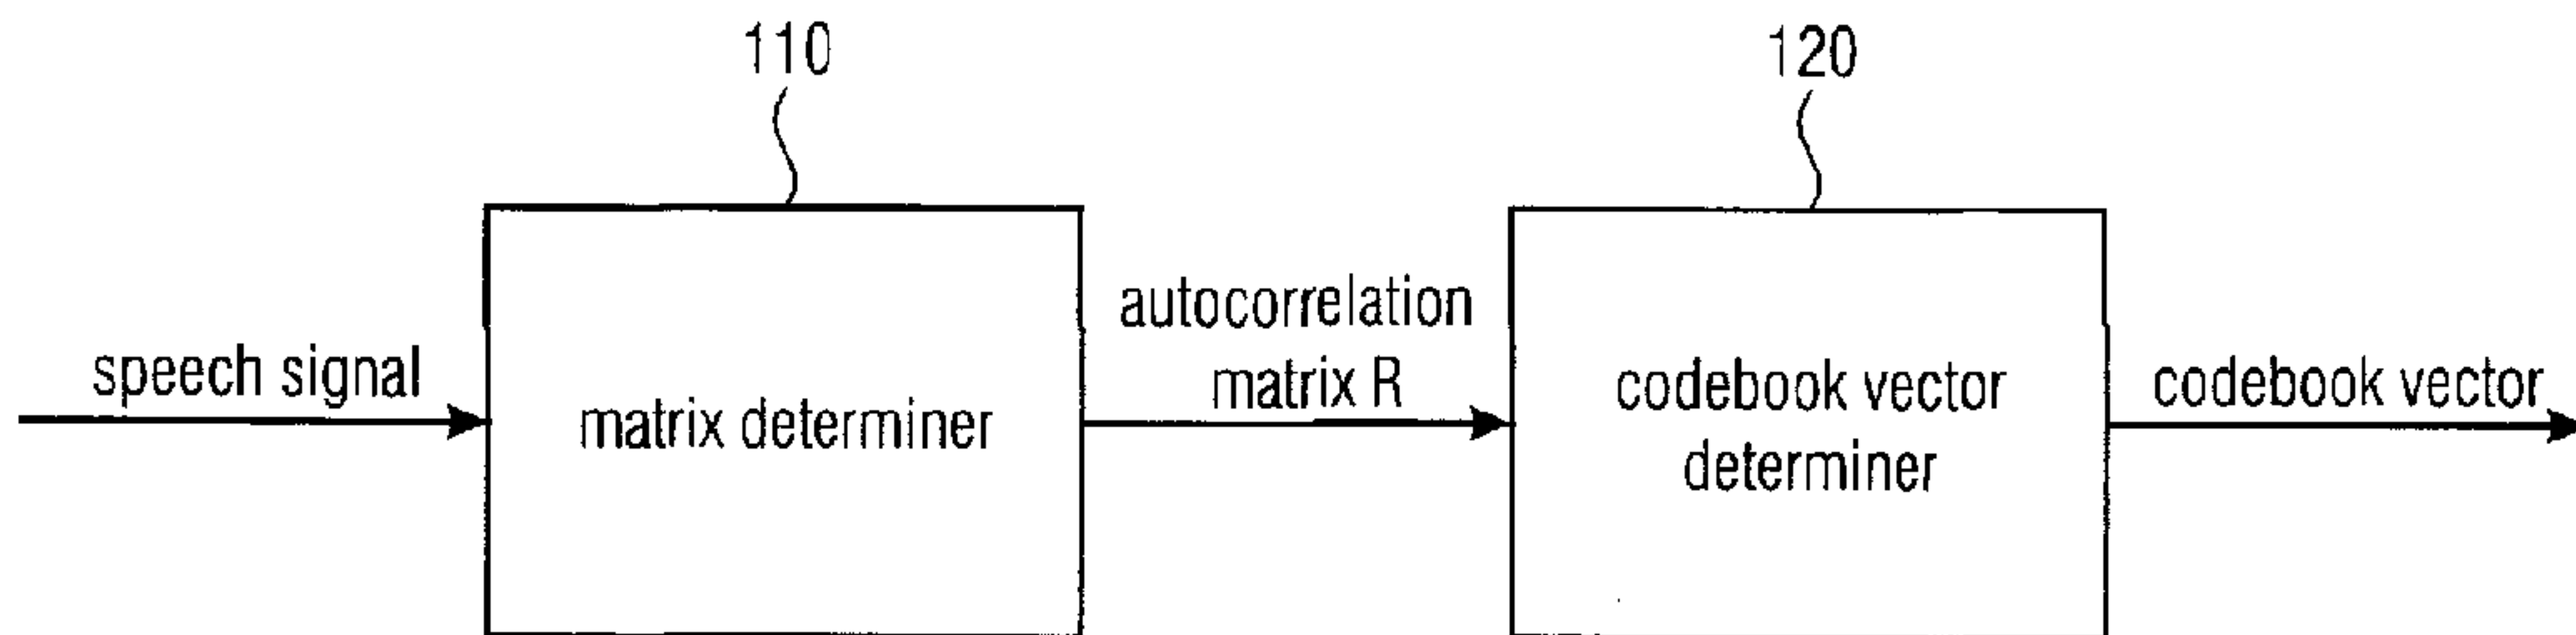 110
120
speech signal
matrix determiner
autocorrelation
matrix R
codebook vector
determiner
codebook vector